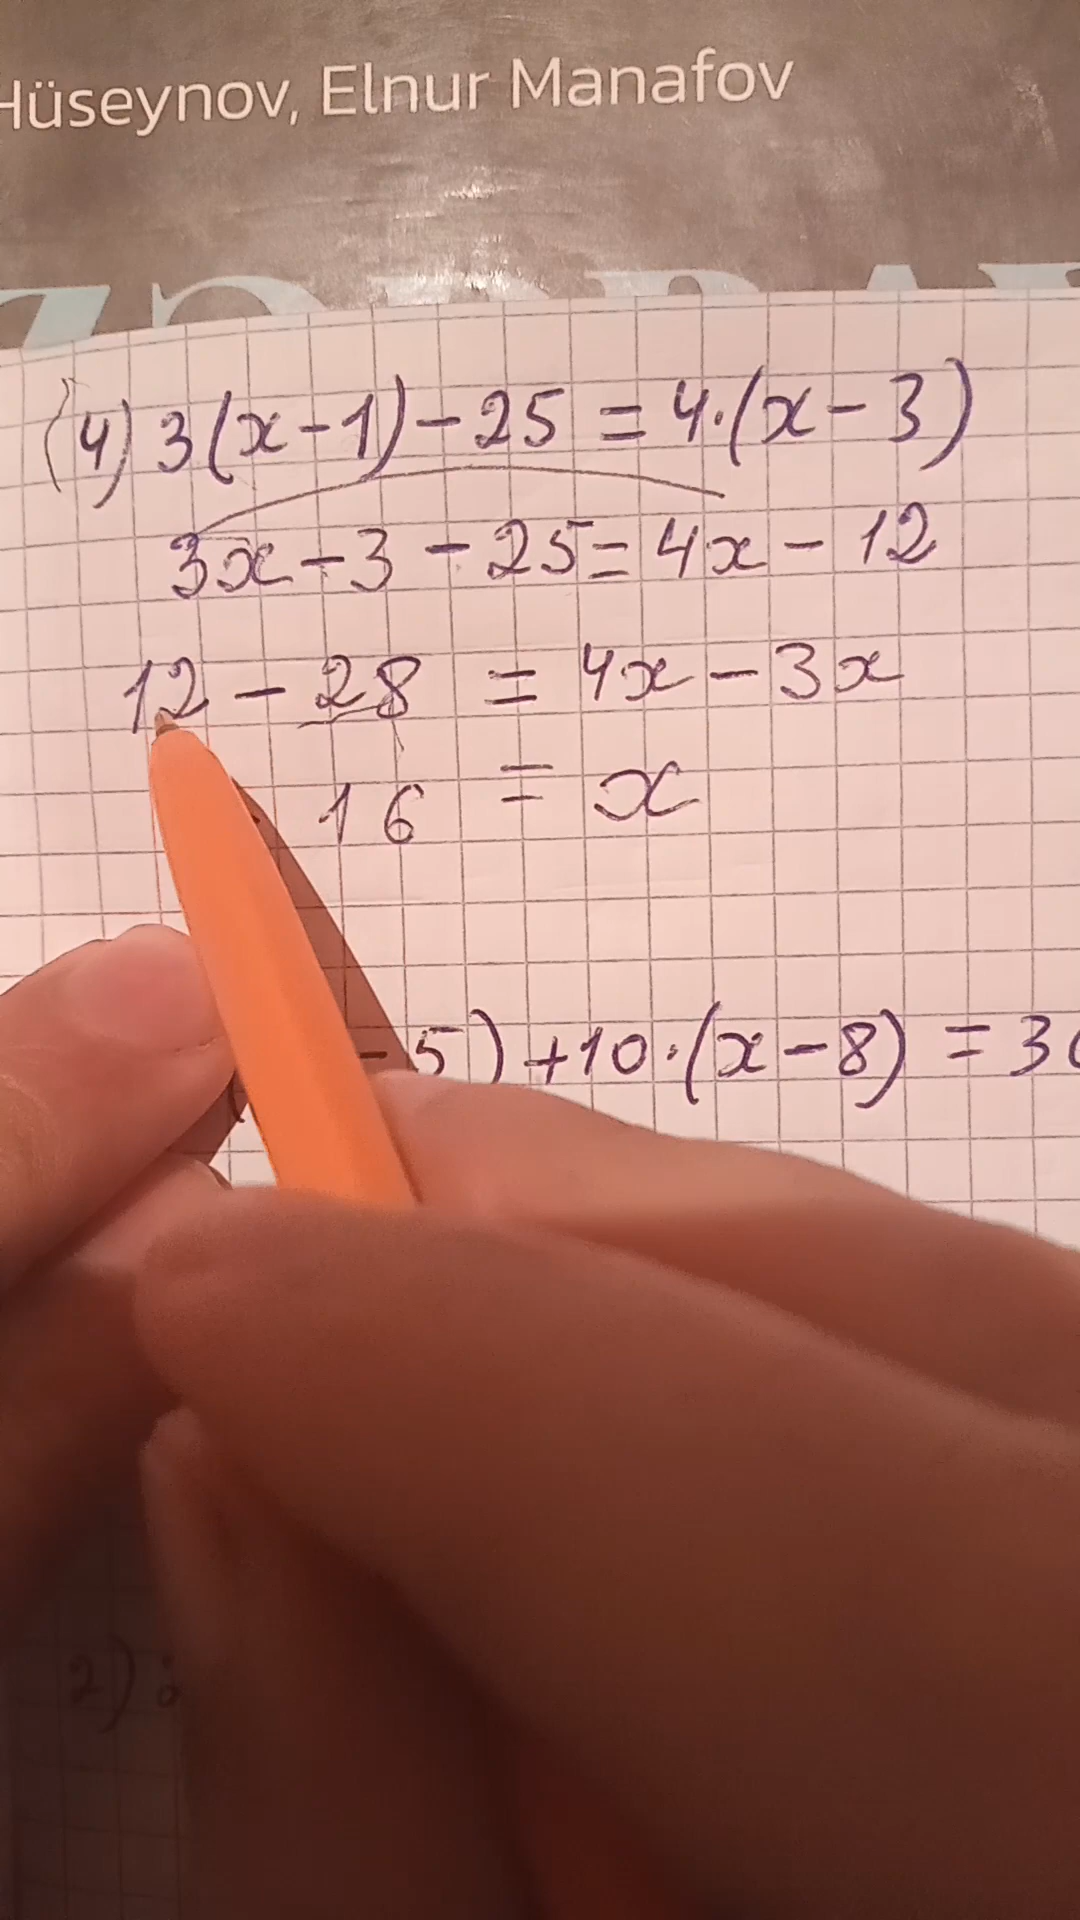 Hüseynov, Elnur Manafov
(4) 3(x-1)-25=4·(x-3)
3x-3-25=4x-12
12-28=4x-3x
16=x
-5)+10·(x-8)=3
2)